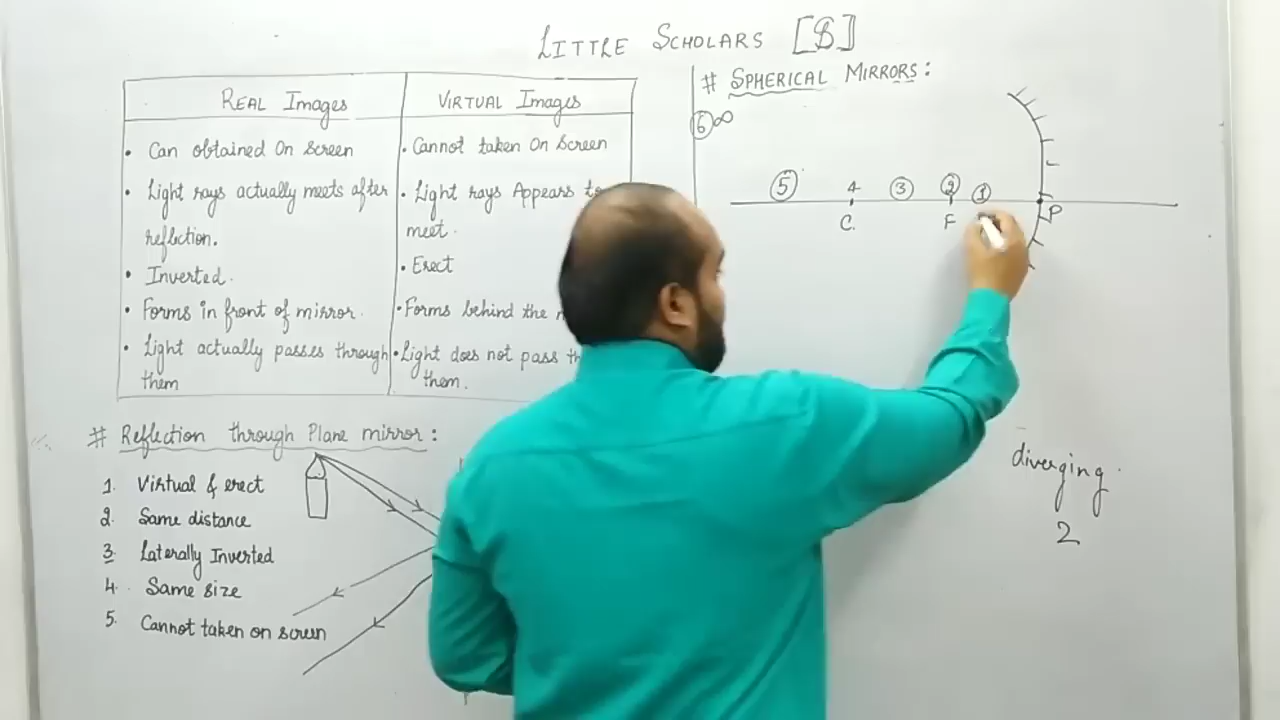 LITTLE SCHOLARS [$]
REAL Images
VIRTUAL Images
• Can obtained On Screen
• Light rays actually meets after
reflection.
• Inverted.
• Forms in front of mirror.
• Light actually passes through
them
• Cannot taken On Screen
• Light rays Appears to
meet.
• Erect
• Forms behind the
• Light does not pass
them.
# Reflection through Plane mirror:
1. Virtual & erect
2. Same distance
3. Laterally Inverted
4. Same size
5. Cannot taken on screen
# SPHERICAL MIRRORS:
6 ∞
5 4 3 2 1
C. F P
diverging
2